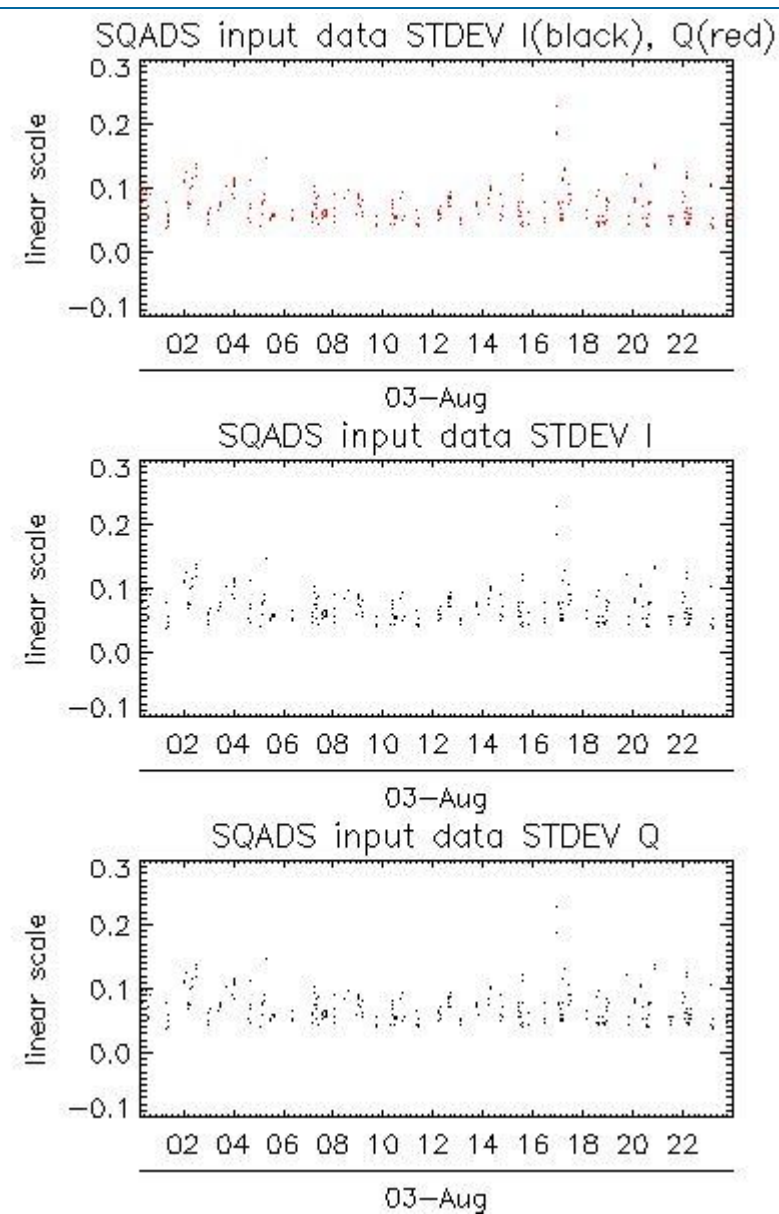 SQADS input data STDEV I(black), Q(red)
0.3
0.2
0.1
0.0
−0.1
linear scale
02 04 06 08 10 12 14 16 18 20 22
03−Aug
SQADS input data STDEV I
0.3
0.2
0.1
0.0
−0.1
linear scale
02 04 06 08 10 12 14 16 18 20 22
03−Aug
SQADS input data STDEV Q
0.3
0.2
0.1
0.0
−0.1
linear scale
02 04 06 08 10 12 14 16 18 20 22
03−Aug